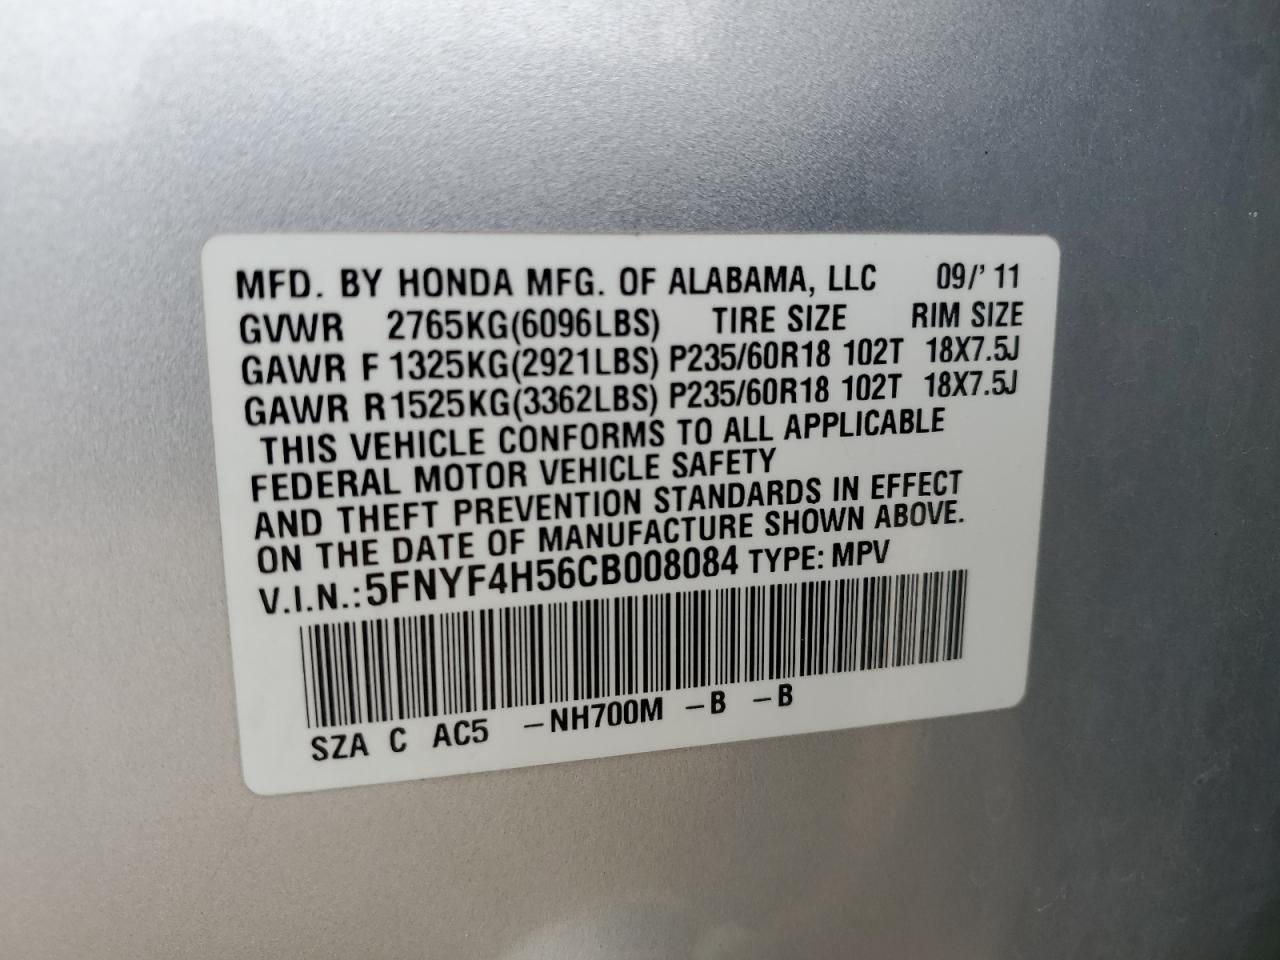 MFD. BY HONDA MFG. OF ALABAMA, LLC 09/' 11
GVWR 2765KG(6096LBS) TIRE SIZE RIM SIZE
GAWR F 1325KG(2921LBS) P235/60R18 102T 18X7.5J
GAWR R 1525KG(3362LBS) P235/60R18 102T 18X7.5J
THIS VEHICLE CONFORMS TO ALL APPLICABLE
FEDERAL MOTOR VEHICLE SAFETY
AND THEFT PREVENTION STANDARDS IN EFFECT
ON THE DATE OF MANUFACTURE SHOWN ABOVE.
V.I.N.: 5FNYF4H56CB008084 TYPE: MPV
SZA C AC5 –NH700M –B –B